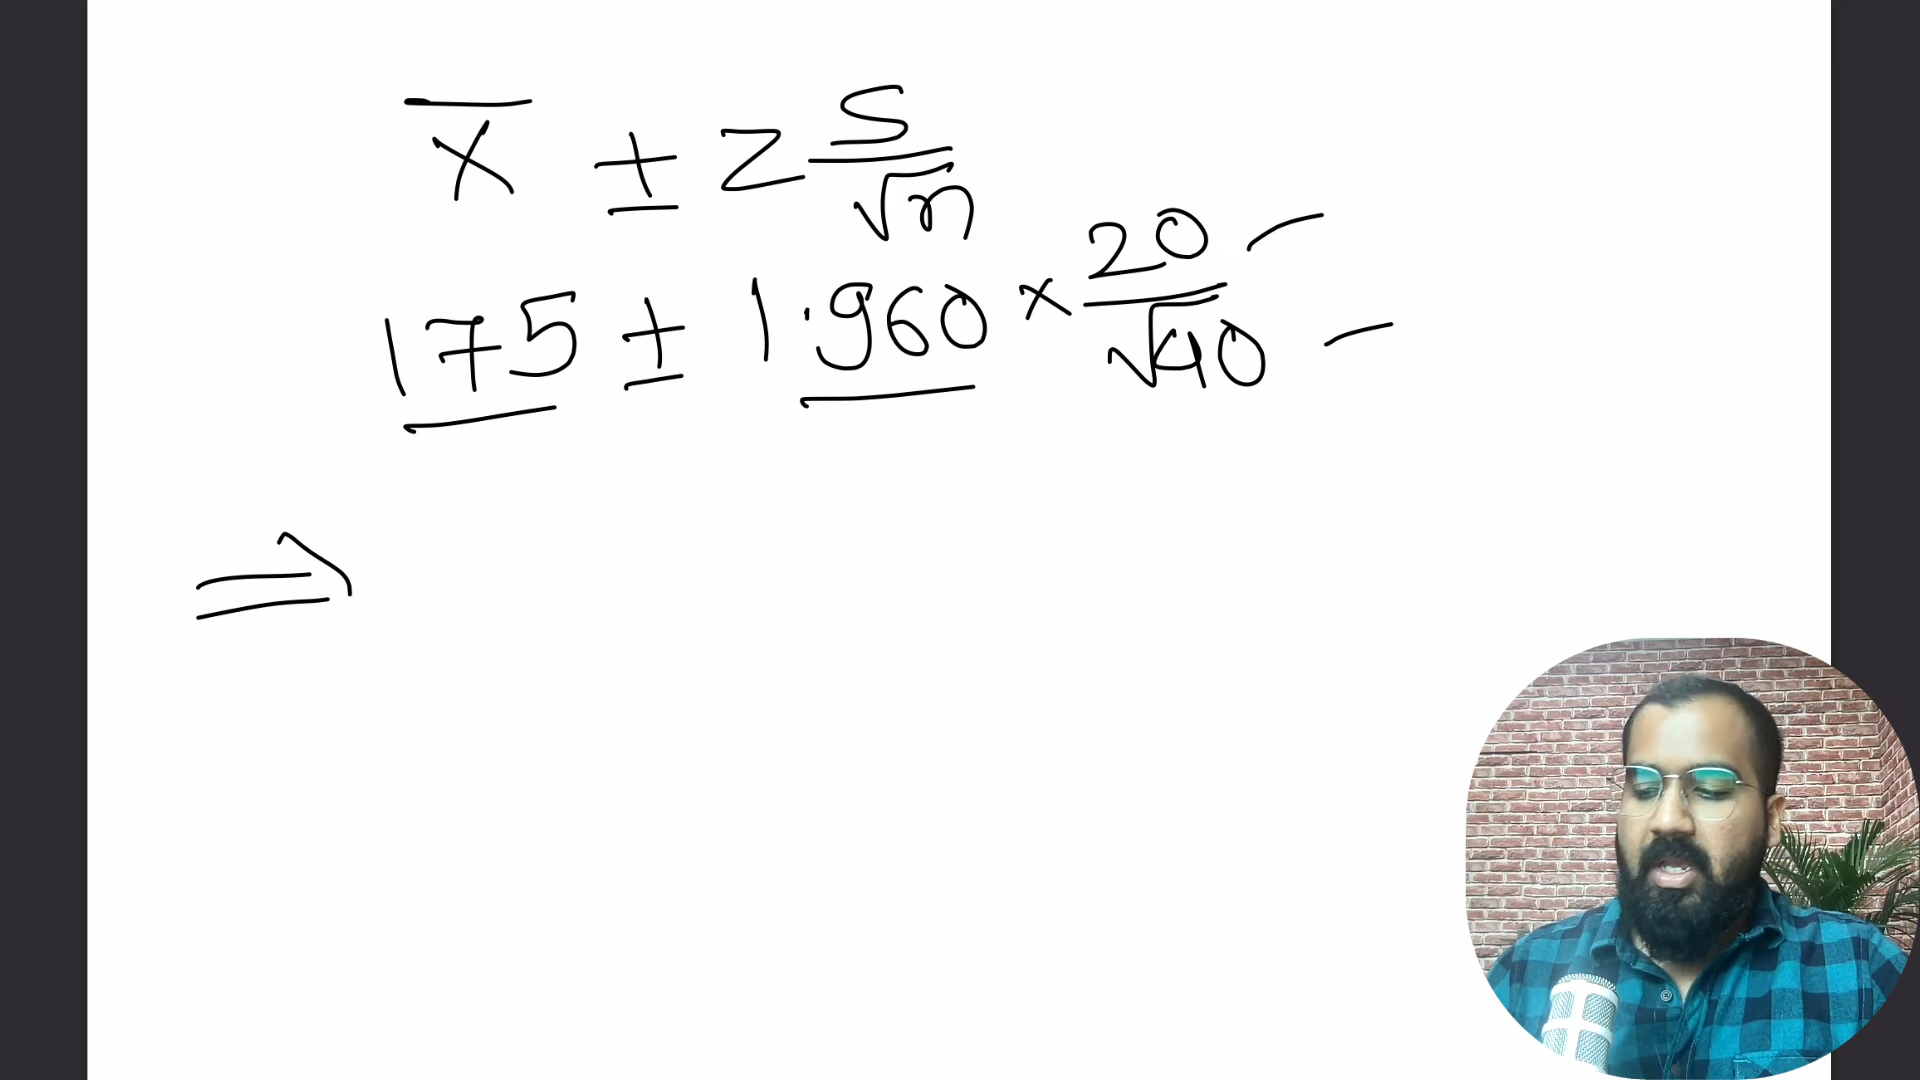 x̄ ± z s/√n
175 ± 1.960 × 20/√40
⇒